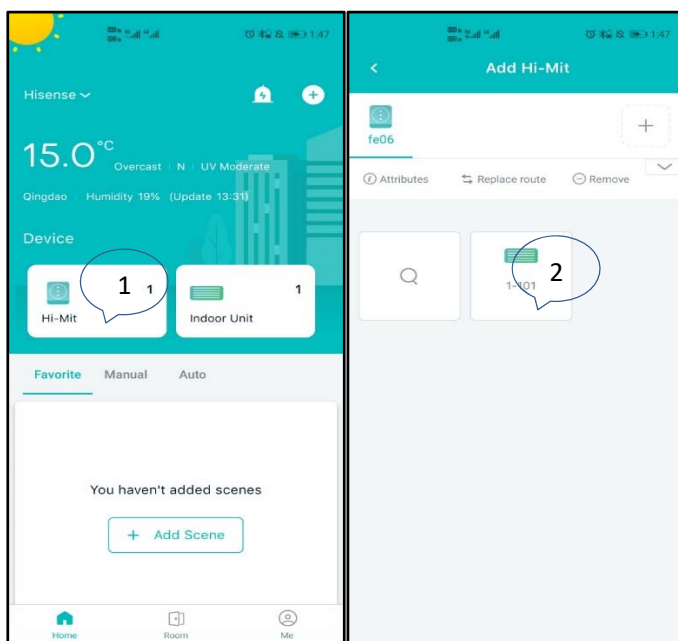 1:47
Hisense
15.0°C Overcast N UV Moderate
Qingdao Humidity 19% (Update 13:31)
Device
1
1
Hi-Mit
1
Indoor Unit
Favorite Manual Auto
You haven't added scenes
+ Add Scene
Home Room Me
1:47
Add Hi-Mit
fe06
Attributes Replace route Remove
2
1-101